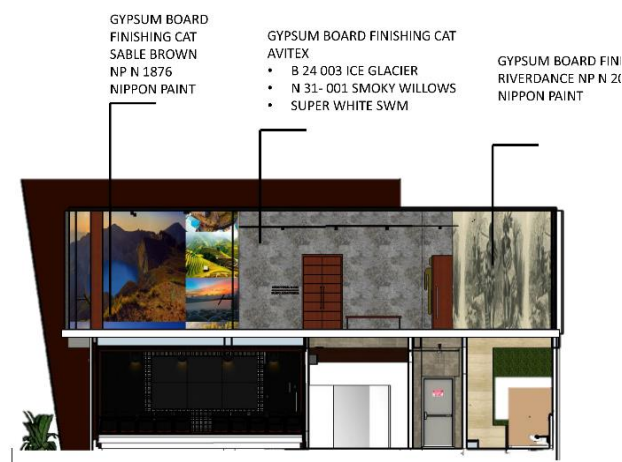 GYPSUM BOARD
FINISHING CAT
SABLE BROWN
NP N 1876
NIPPON PAINT
GYPSUM BOARD FINISHING CAT
AVITEX
• B 24 003 ICE GLACIER
• N 31- 001 SMOKY WILLOWS
• SUPER WHITE SWM
GYPSUM BOARD FINI
RIVERDANCE NP N 20
NIPPON PAINT